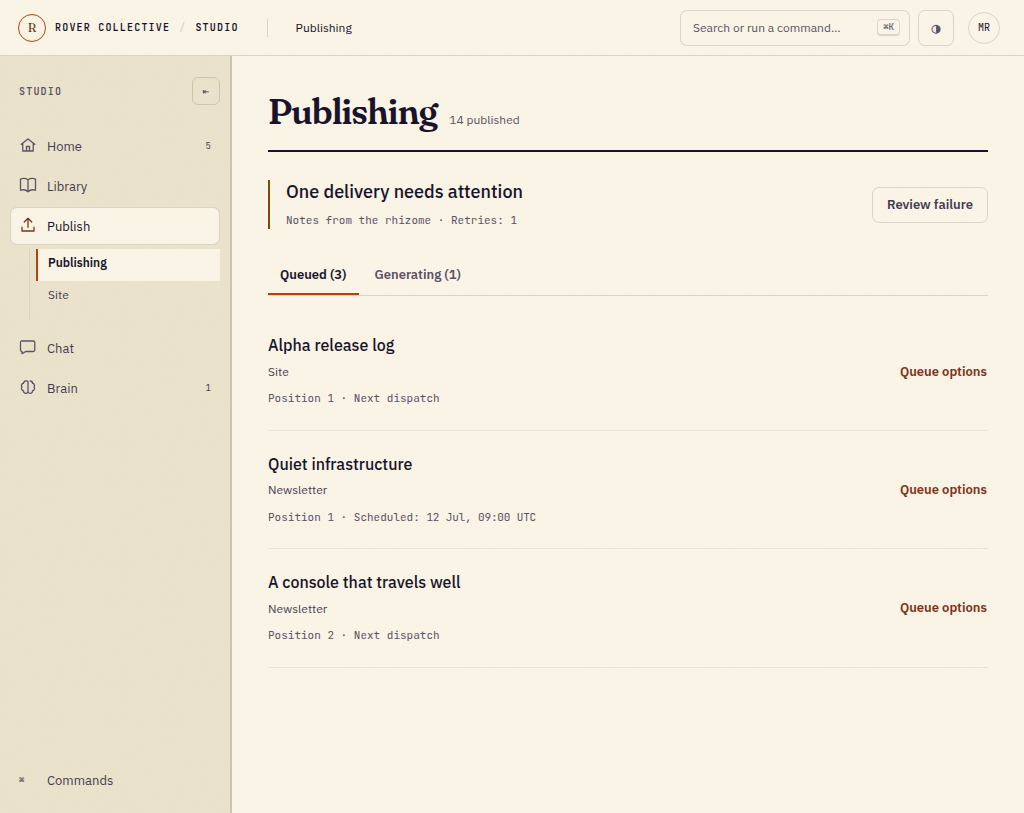 R ROVER COLLECTIVE / STUDIO
Publishing
Search or run a command... ⌘K
◑
MR
STUDIO
⇤
Home 5
Library
Publish
Publishing
Site
Chat
Brain 1
⌘ Commands
Publishing 14 published
One delivery needs attention
Notes from the rhizome · Retries: 1
Review failure
Queued (3) Generating (1)
Alpha release log
Site
Position 1 · Next dispatch
Queue options
Quiet infrastructure
Newsletter
Position 1 · Scheduled: 12 Jul, 09:00 UTC
Queue options
A console that travels well
Newsletter
Position 2 · Next dispatch
Queue options